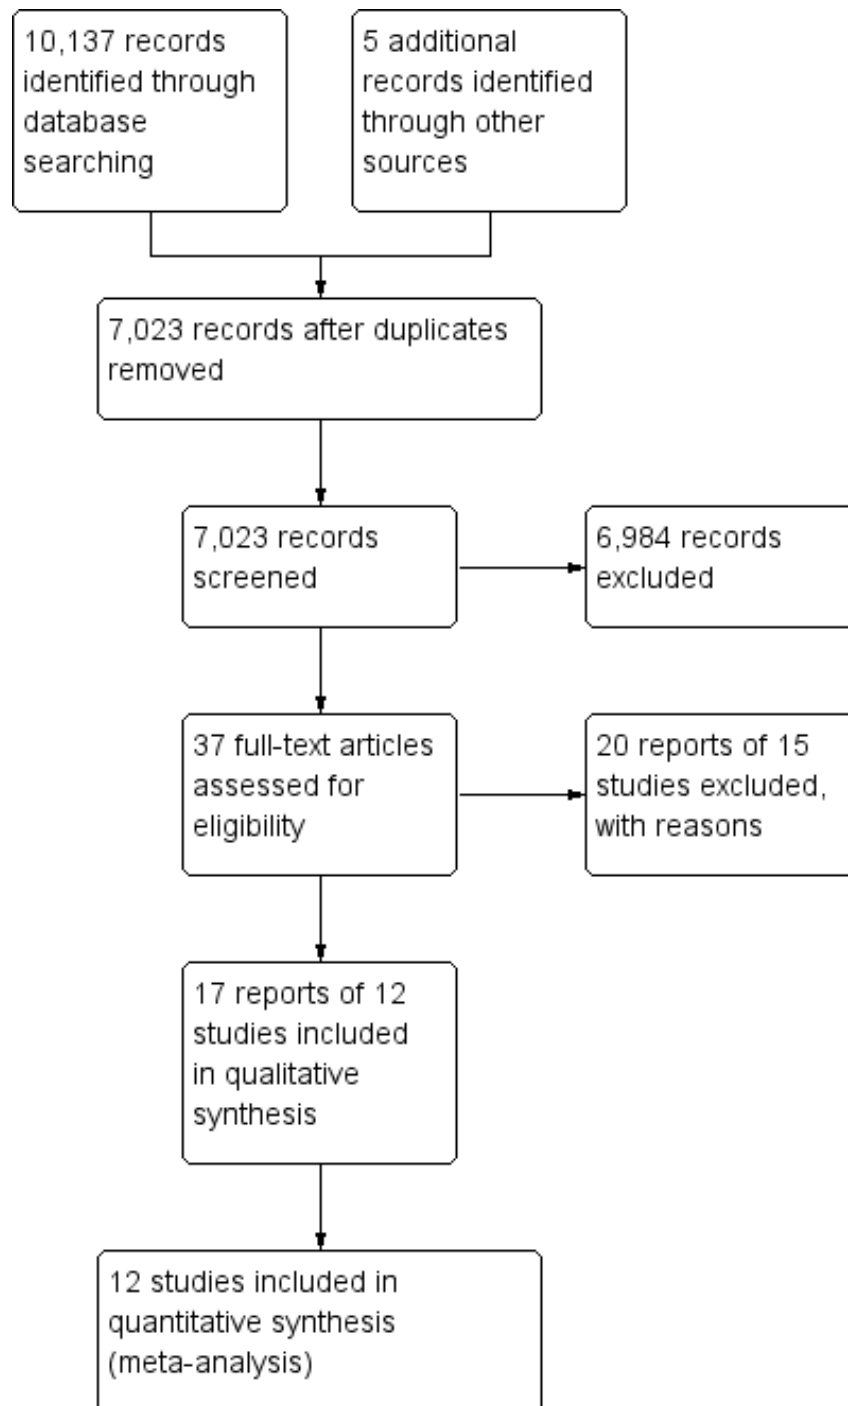 10,137 records
identified through
database
searching
5 additional
records identified
through other
sources
7,023 records after duplicates
removed
7,023 records
screened
6,984 records
excluded
37 full-text articles
assessed for
eligibility
20 reports of 15
studies excluded,
with reasons
17 reports of 12
studies included
in qualitative
synthesis
12 studies included in
quantitative synthesis
(meta-analysis)